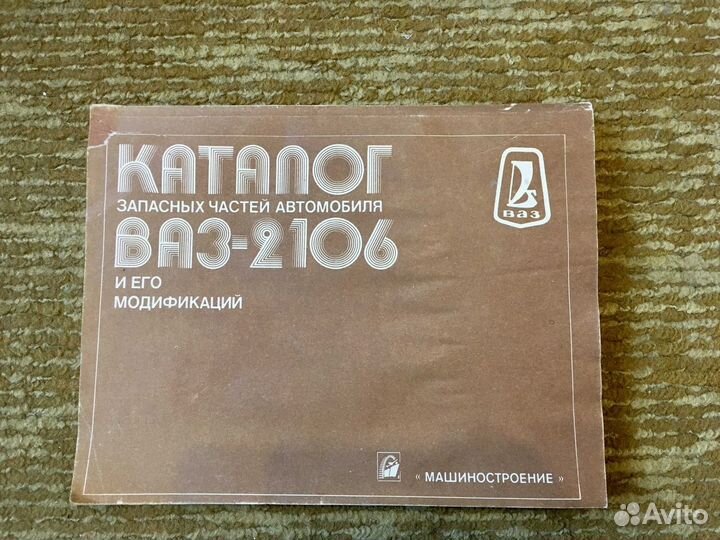 КАТАЛОГ
ЗАПАСНЫХ ЧАСТЕЙ АВТОМОБИЛЯ
ВАЗ-2106
И ЕГО
МОДИФИКАЦИЙ
ВАЗ
« МАШИНОСТРОЕНИЕ »
Avito